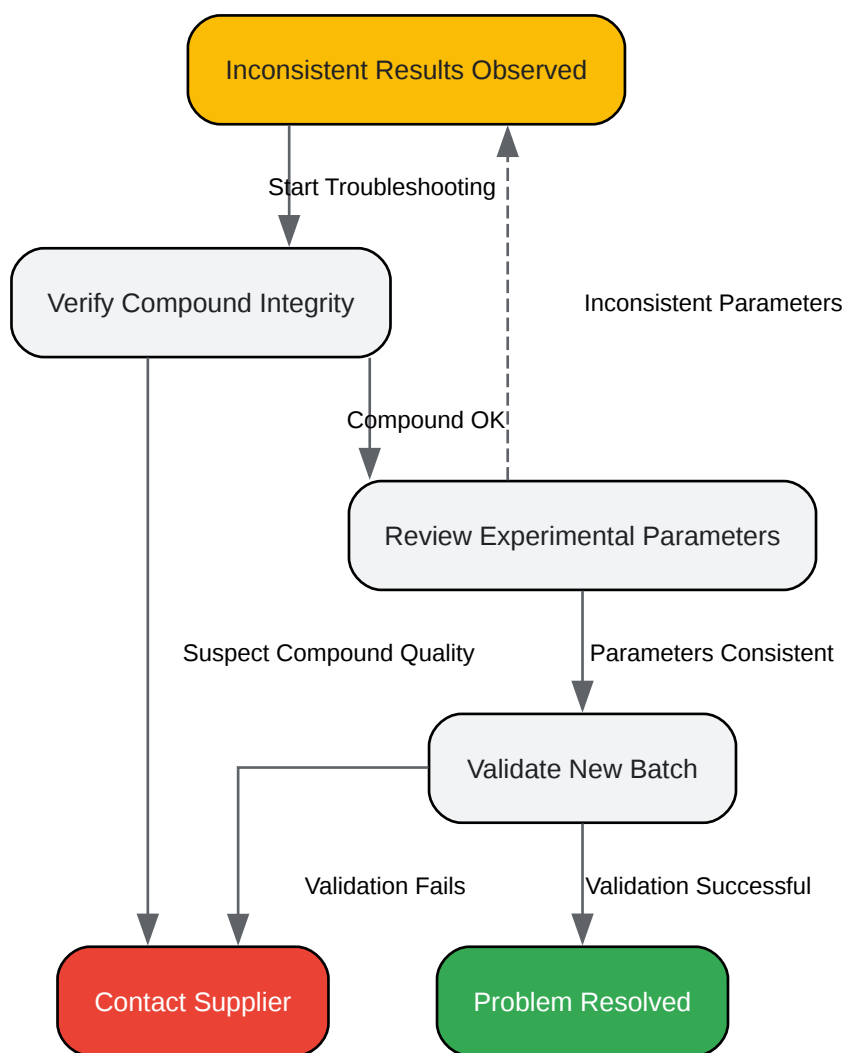 Inconsistent Results Observed
Start Troubleshooting
Verify Compound Integrity
Inconsistent Parameters
Compound OK
Review Experimental Parameters
Suspect Compound Quality
Parameters Consistent
Validate New Batch
Validation Fails
Validation Successful
Contact Supplier
Problem Resolved